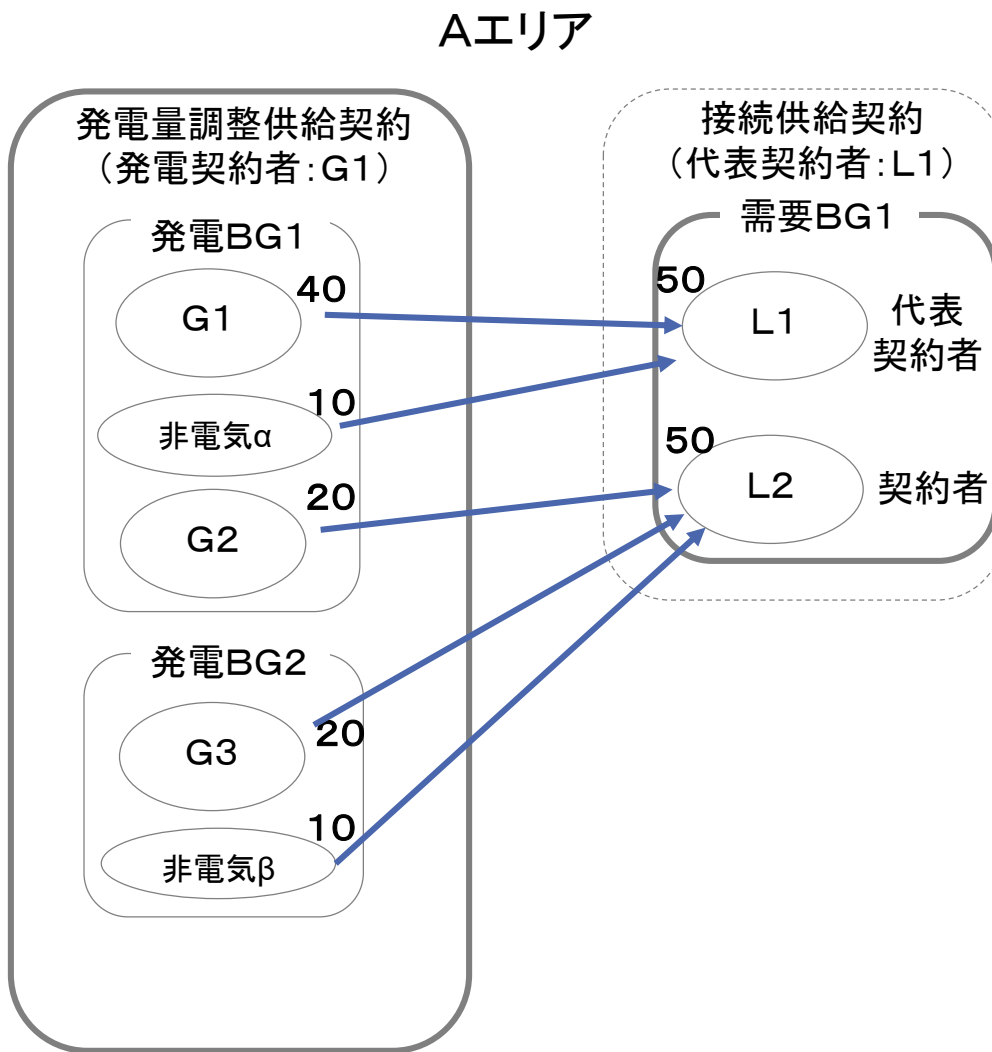 Aエリア
発電量調整供給契約
（発電契約者：G1）
発電BG1
G1
40
非電気α
10
G2
20
発電BG2
G3
20
非電気β
10
接続供給契約
（代表契約者：L1）
需要BG1
50
L1
代表
契約者
50
L2
契約者